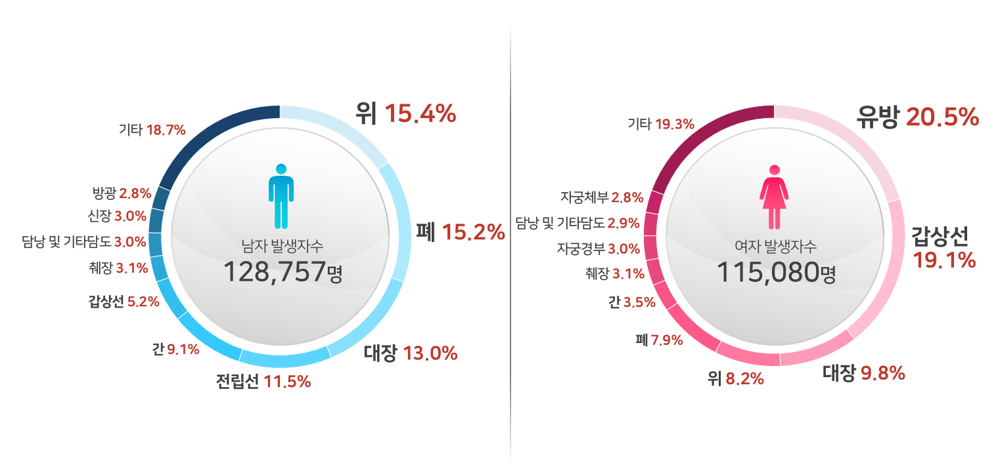 위 15.4%
폐 15.2%
대장 13.0%
전립선 11.5%
간 9.1%
갑상선 5.2%
췌장 3.1%
담낭 및 기타담도 3.0%
신장 3.0%
방광 2.8%
기타 18.7%
남자 발생자수
128,757명
유방 20.5%
갑상선
19.1%
대장 9.8%
위 8.2%
폐 7.9%
간 3.5%
췌장 3.1%
자궁경부 3.0%
담낭 및 기타담도 2.9%
자궁체부 2.8%
기타 19.3%
여자 발생자수
115,080명